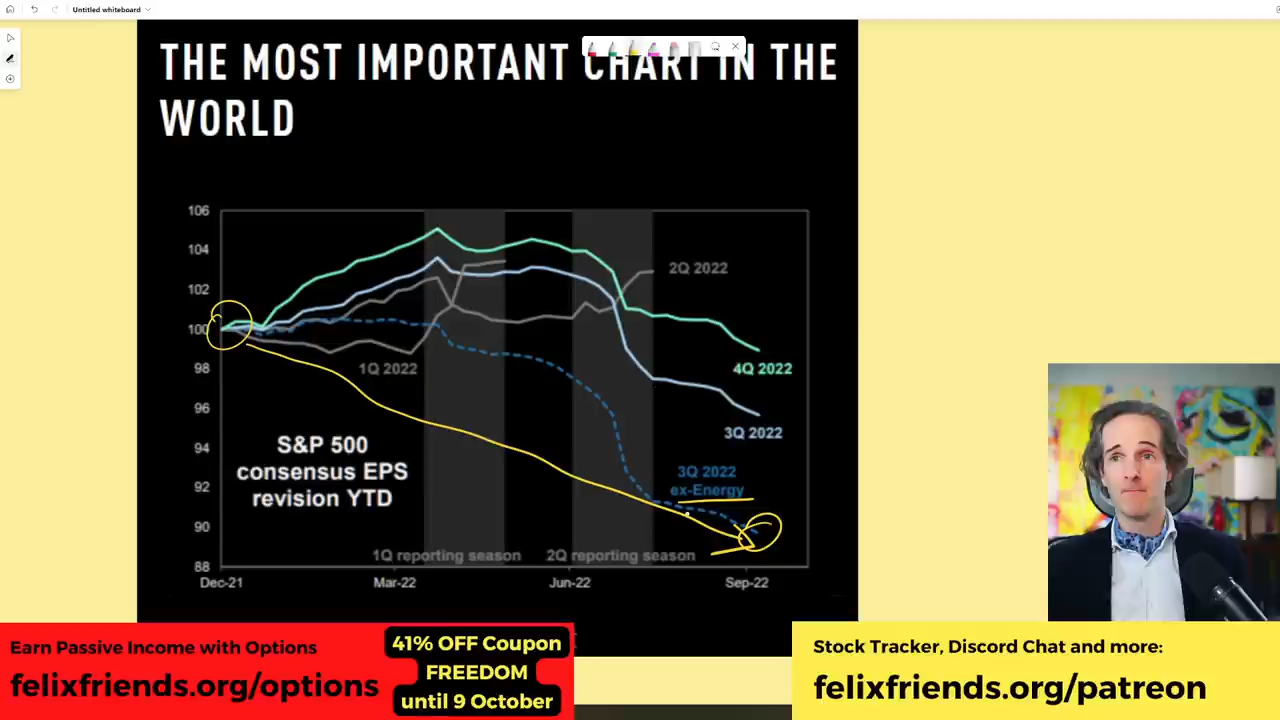 Untitled whiteboard
THE MOST IMPORTANT CHART IN THE
WORLD
106
104
102
100
98
96
94
92
90
88
2Q 2022
1Q 2022
4Q 2022
3Q 2022
3Q 2022
ex-Energy
S&P 500
consensus EPS
revision YTD
1Q reporting season
2Q reporting season
Dec-21
Mar-22
Jun-22
Sep-22
Earn Passive Income with Options
felixfriends.org/options
41% OFF Coupon
FREEDOM
until 9 October
Stock Tracker, Discord Chat and more:
felixfriends.org/patreon